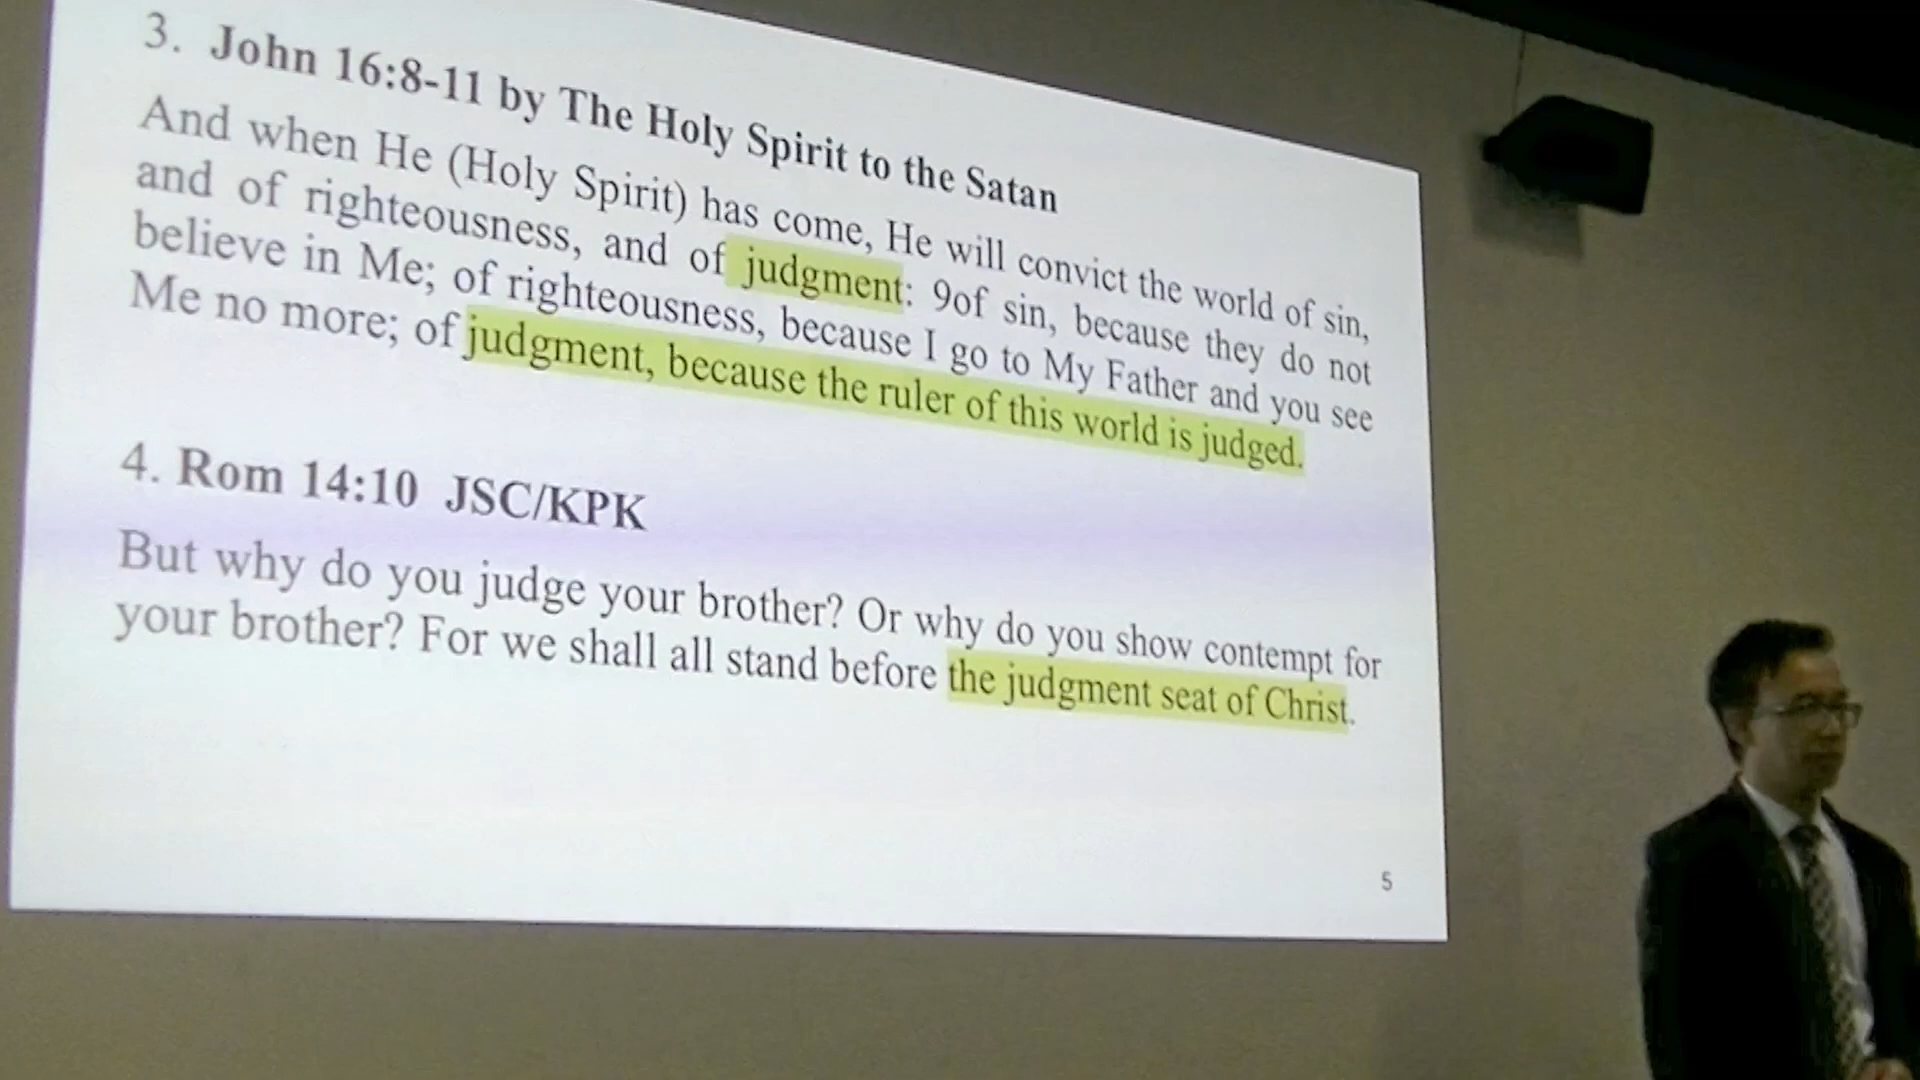 3. John 16:8-11 by The Holy Spirit to the Satan
And when He (Holy Spirit) has come, He will convict the world of sin,
and of righteousness, and of judgment: 9of sin, because they do not
believe in Me; of righteousness, because I go to My Father and you see
Me no more; of judgment, because the ruler of this world is judged.
4. Rom 14:10 JSC/KPK
But why do you judge your brother? Or why do you show contempt for
your brother? For we shall all stand before the judgment seat of Christ.
5